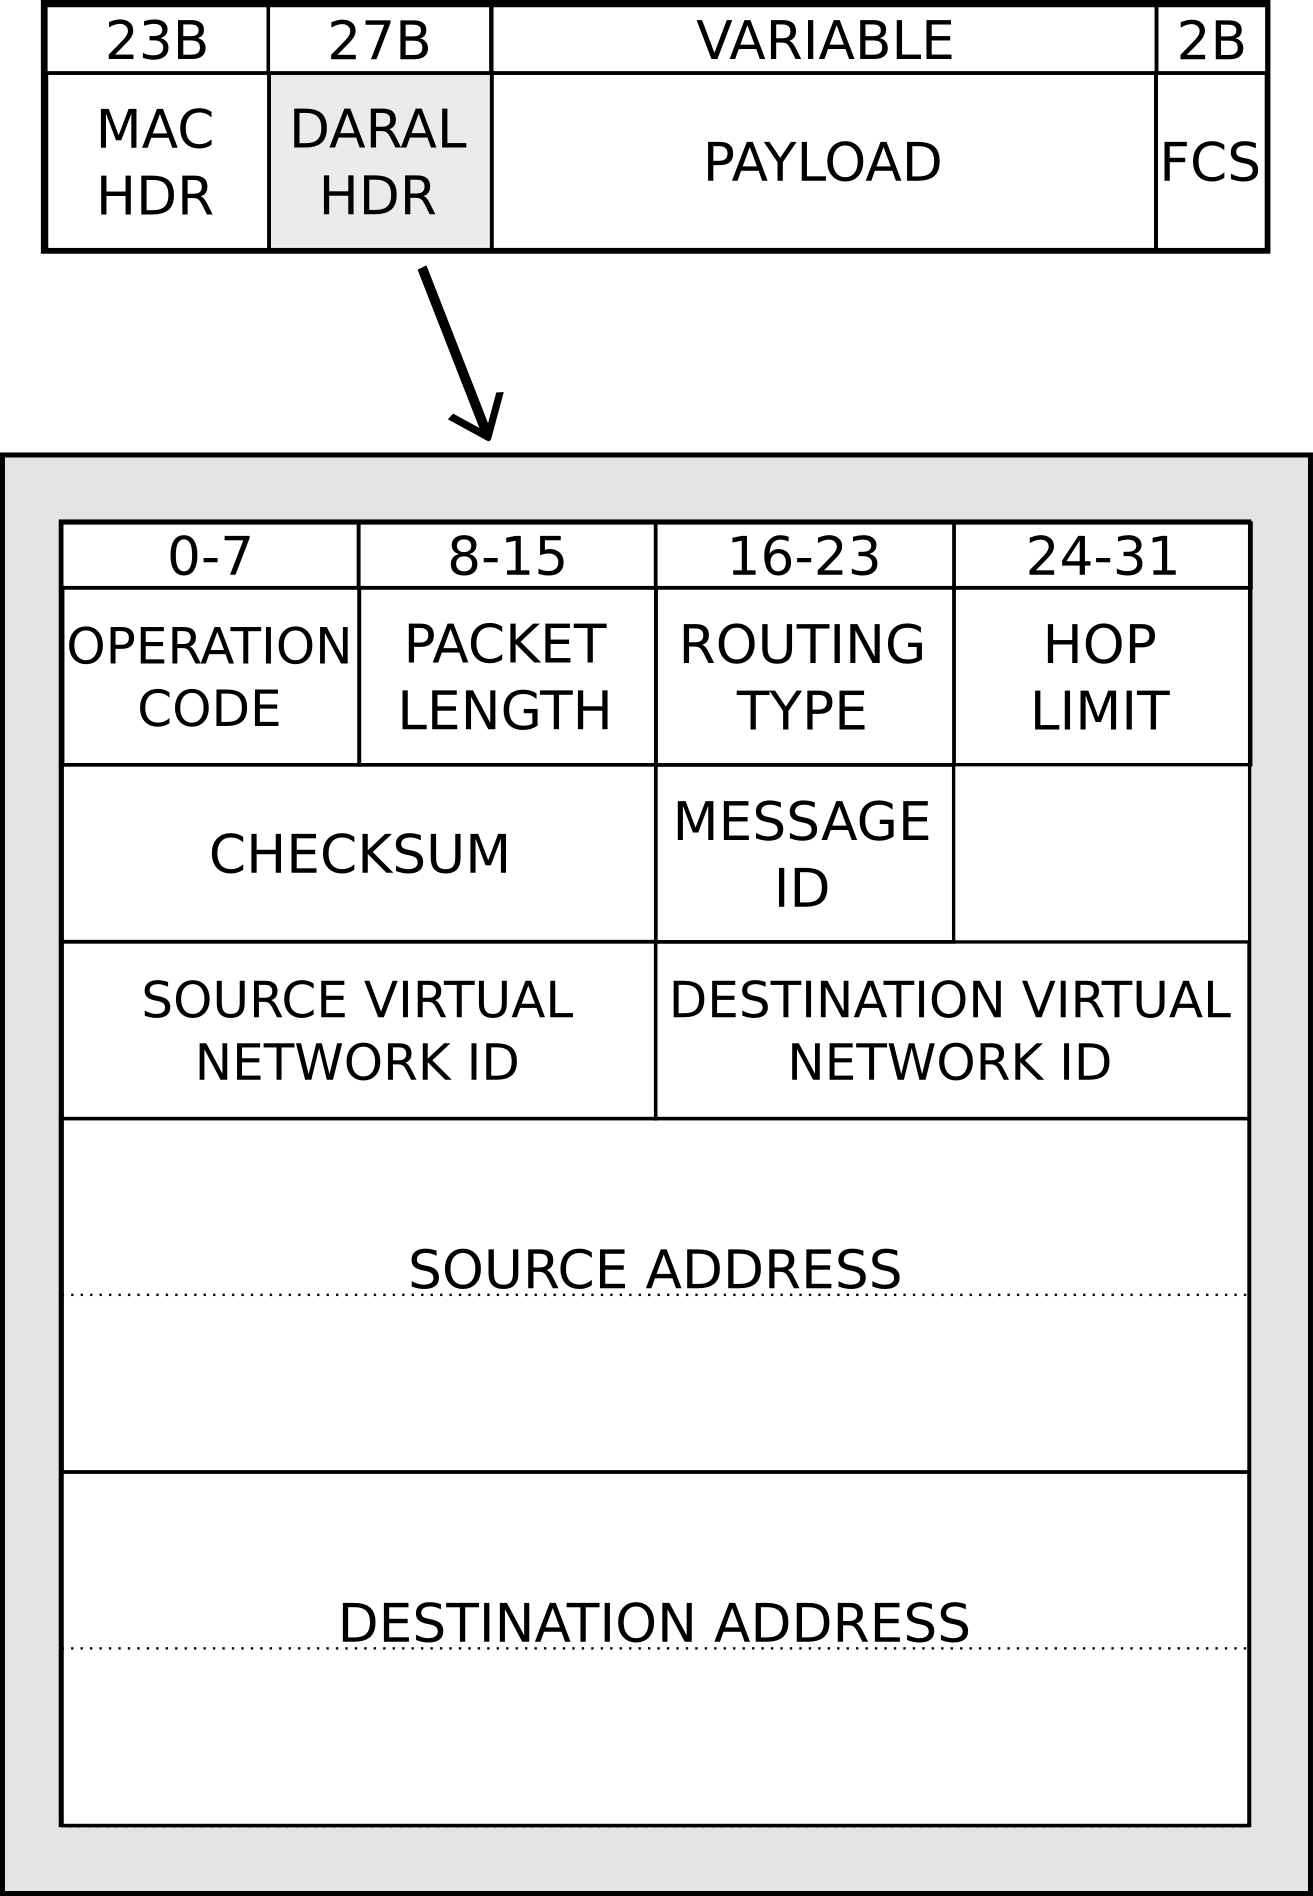 23B 27B VARIABLE 2B
MAC
HDR
DARAL
HDR
PAYLOAD
FCS
0-7 8-15 16-23 24-31
OPERATION
CODE
PACKET
LENGTH
ROUTING
TYPE
HOP
LIMIT
CHECKSUM
MESSAGE
ID
SOURCE VIRTUAL
NETWORK ID
DESTINATION VIRTUAL
NETWORK ID
SOURCE ADDRESS
DESTINATION ADDRESS